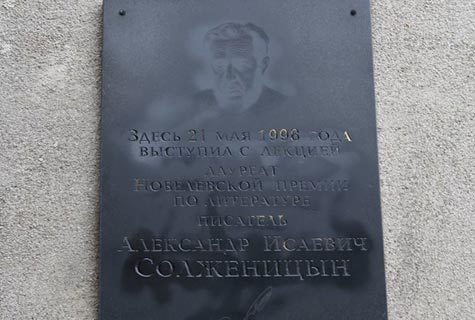 Здесь 21 мая 1996 года
выступил с лекцией
лауреат
Нобелевской премии
по литературе
писатель
Александр Исаевич
Солженицын